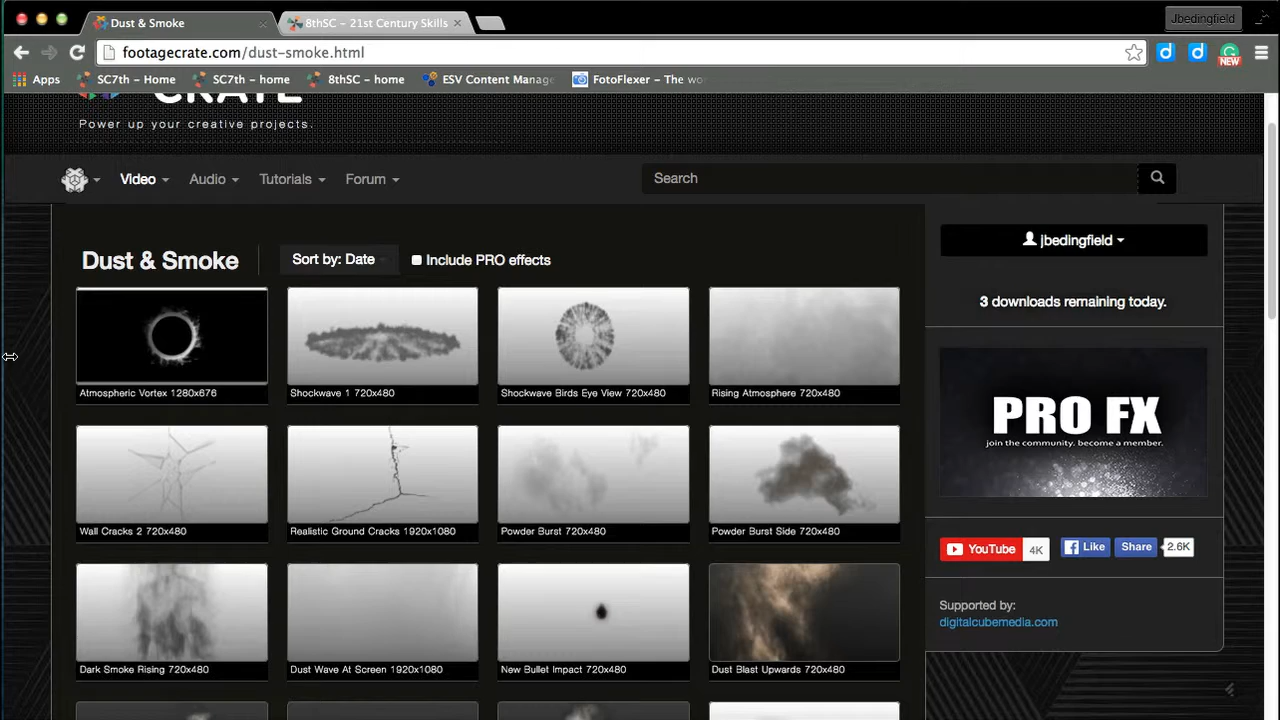 Dust & Smoke
8thSC – 21st Century Skills
Jbedingfield
footagecrate.com/dust-smoke.html
NEW
Apps
SC7th – Home
SC7th – home
8thSC – home
ESV Content Manag
FotoFlexer – The wo
CRATE
Power up your creative projects.
Video
Audio
Tutorials
Forum
Search
Dust & Smoke
Sort by: Date
Include PRO effects
jbedingfield
3 downloads remaining today.
Atmospheric Vortex 1280x676
Shockwave 1 720x480
Shockwave Birds Eye View 720x480
Rising Atmosphere 720x480
PRO FX
join the community. become a member.
Wall Cracks 2 720x480
Realistic Ground Cracks 1920x1080
Powder Burst 720x480
Powder Burst Side 720x480
YouTube 4K
Like
Share
2.6K
Supported by:
digitalcubemedia.com
Dark Smoke Rising 720x480
Dust Wave At Screen 1920x1080
New Bullet Impact 720x480
Dust Blast Upwards 720x480